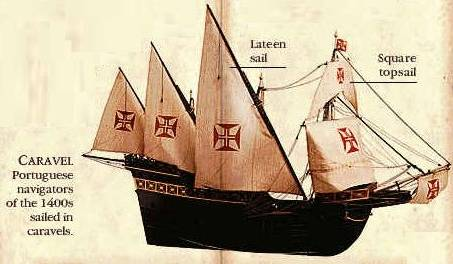 Lateen
sail
Square
topsail
CARAVEL
Portuguese
navigators
of the 1400s
sailed in
caravels.